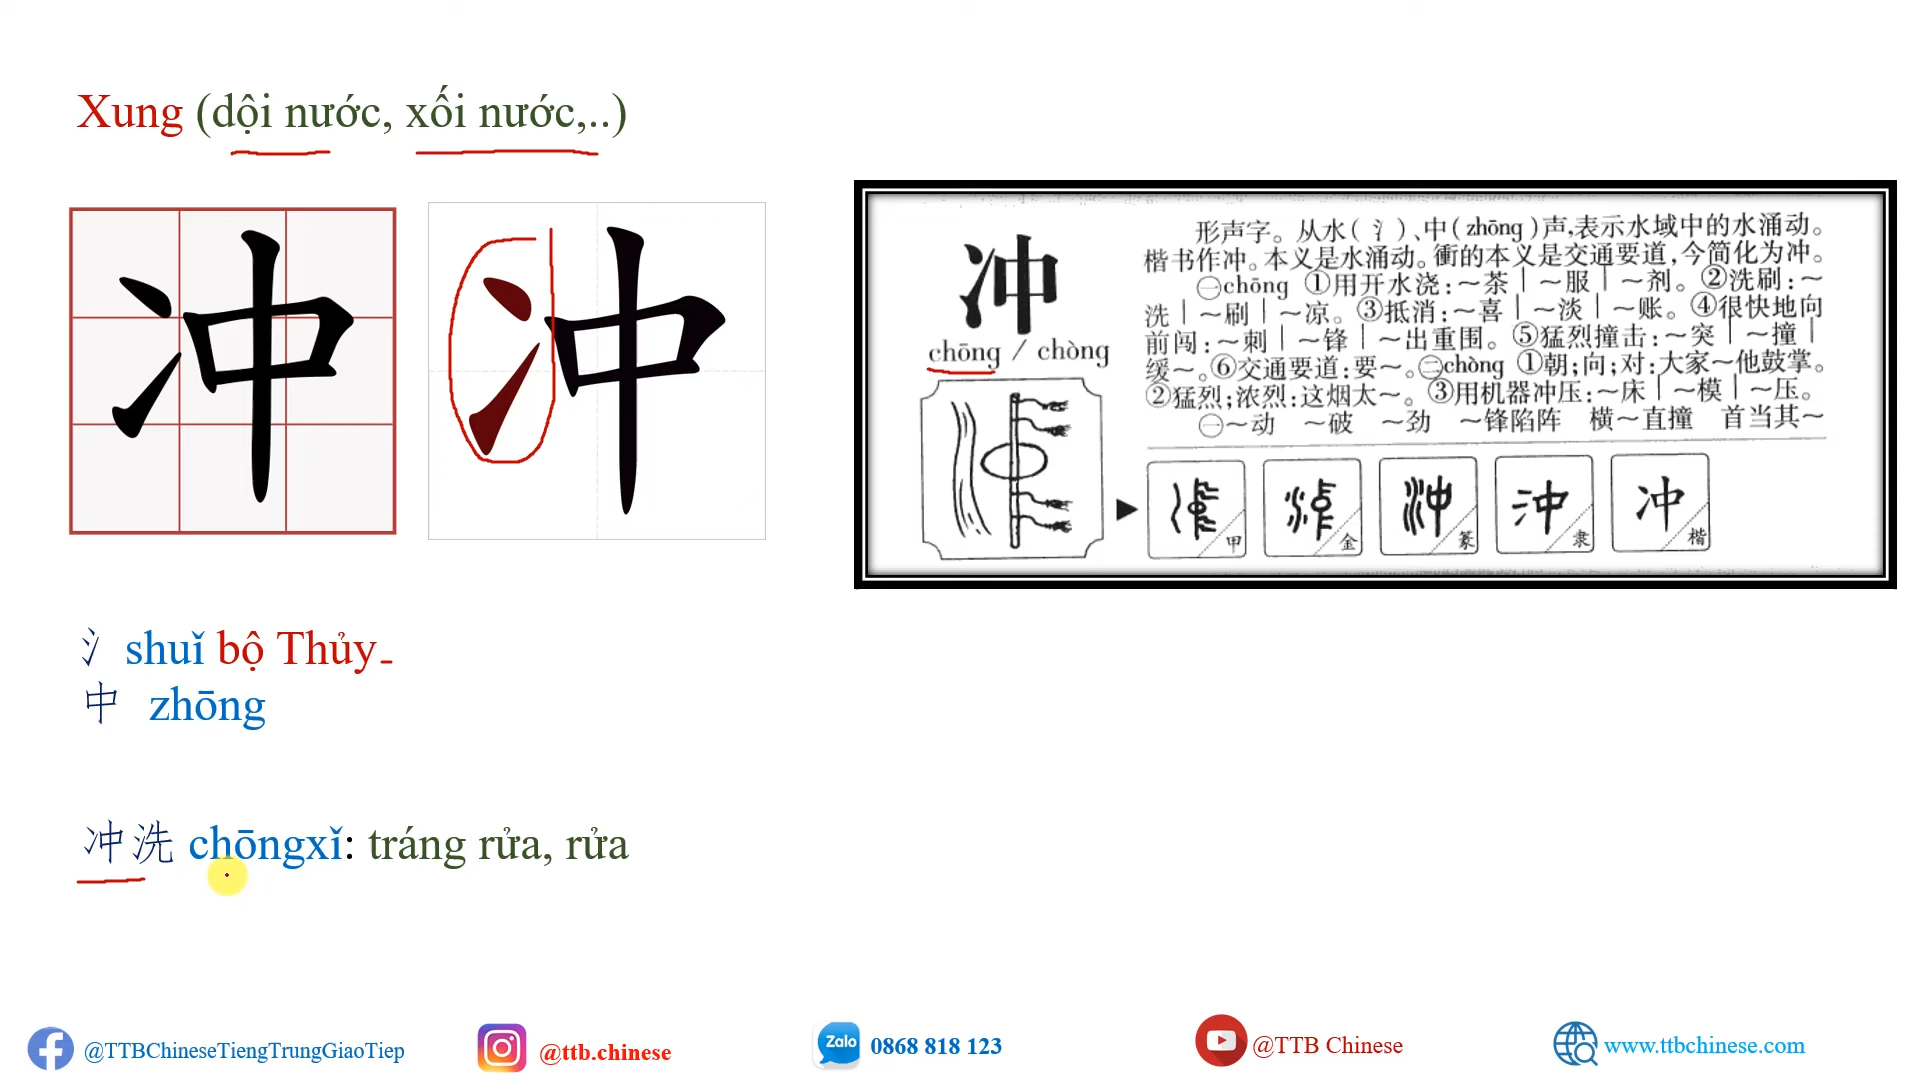 Xung (dội nước, xối nước,..)
冲
冲
冲
chōng / chòng
形声字。从水(氵)、中(zhōng)声,表示水域中的水涌动。
楷书作冲。本义是水涌动。衝的本义是交通要道,今简化为冲。
㊀chōng ①用开水浇:～茶|～服|～剂。②洗刷:～
洗|～刷|～凉。③抵消:～喜|～淡|～账。④很快地向
前闯:～刺|～锋|～出重围。⑤猛烈撞击:～突|～撞|
缓～。⑥交通要道:要～。㊁chòng ①朝;向;对:大家～他鼓掌。
②猛烈;浓烈:这烟太～。③用机器冲压:～床|～模|～压。
㊀～动 ～破 ～劲 ～锋陷阵 横～直撞 首当其～
甲 金 篆 隶 楷
冲 冲
氵 shuǐ bộ Thủy
中 zhōng
冲洗 chōngxǐ: tráng rửa, rửa
@TTBChineseTiengTrungGiaoTiep
@ttb.chinese
Zalo 0868 818 123
@TTB Chinese
www.ttbchinese.com